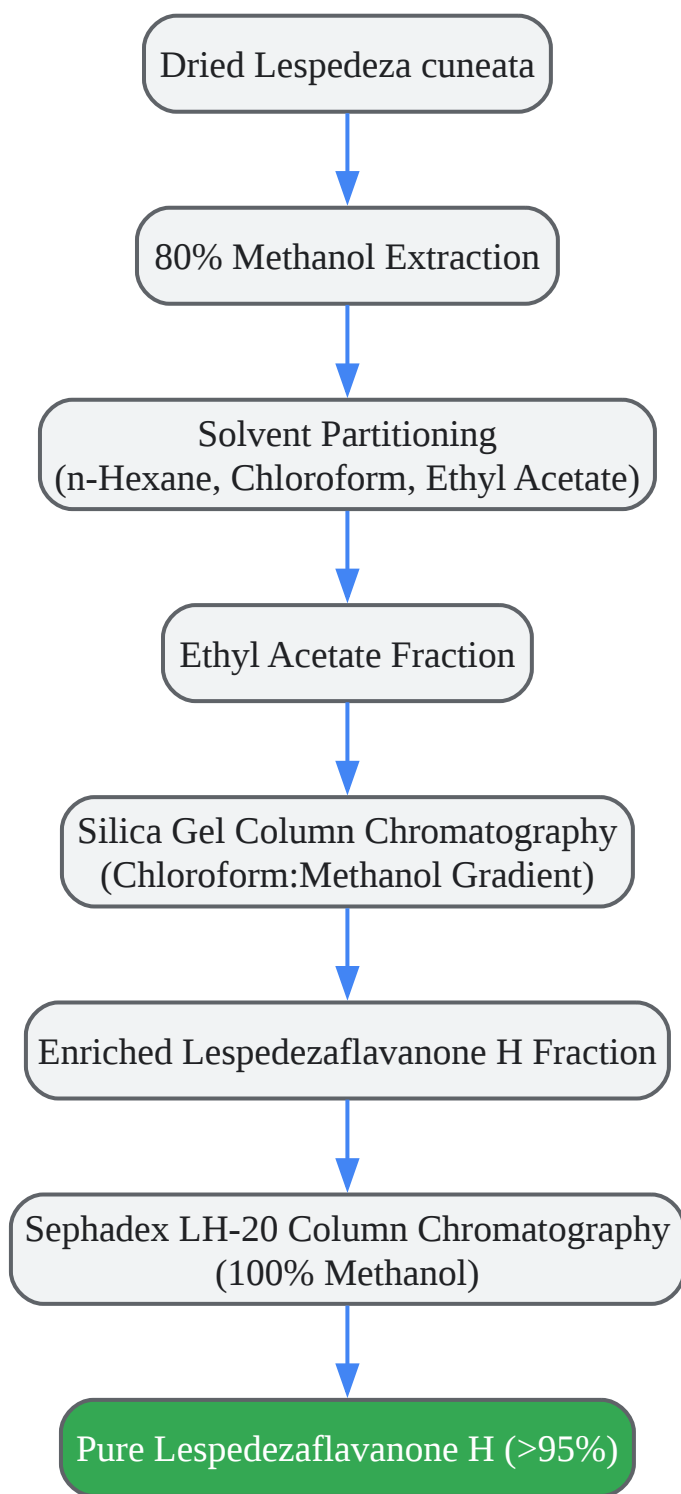 Dried Lespedeza cuneata
80% Methanol Extraction
Solvent Partitioning
(n-Hexane, Chloroform, Ethyl Acetate)
Ethyl Acetate Fraction
Silica Gel Column Chromatography
(Chloroform:Methanol Gradient)
Enriched Lespedezaflavanone H Fraction
Sephadex LH-20 Column Chromatography
(100% Methanol)
Pure Lespedezaflavanone H (>95%)